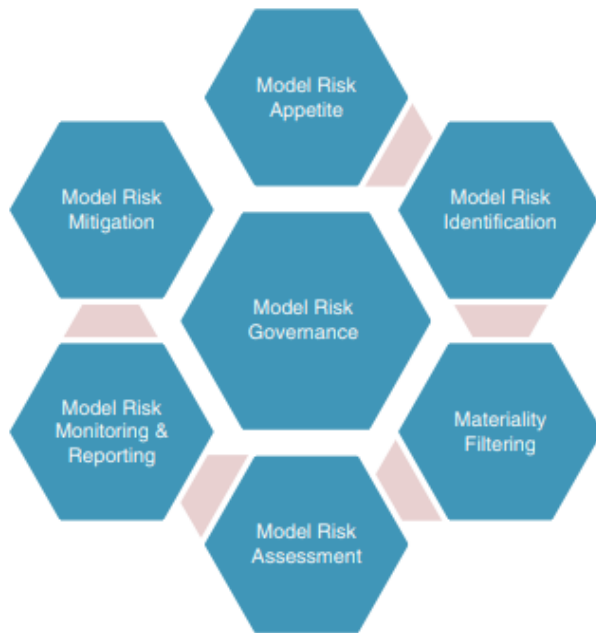 Model Risk
Appetite
Model Risk
Identification
Materiality
Filtering
Model Risk
Assessment
Model Risk
Monitoring &
Reporting
Model Risk
Mitigation
Model Risk
Governance